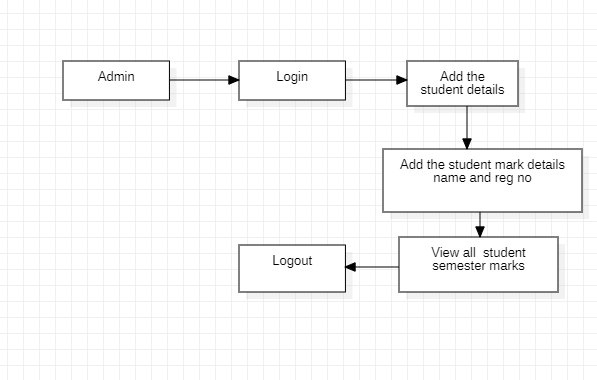 Admin
Login
Add the
student details
Add the student mark details
name and reg no
View all  student
semester marks
Logout